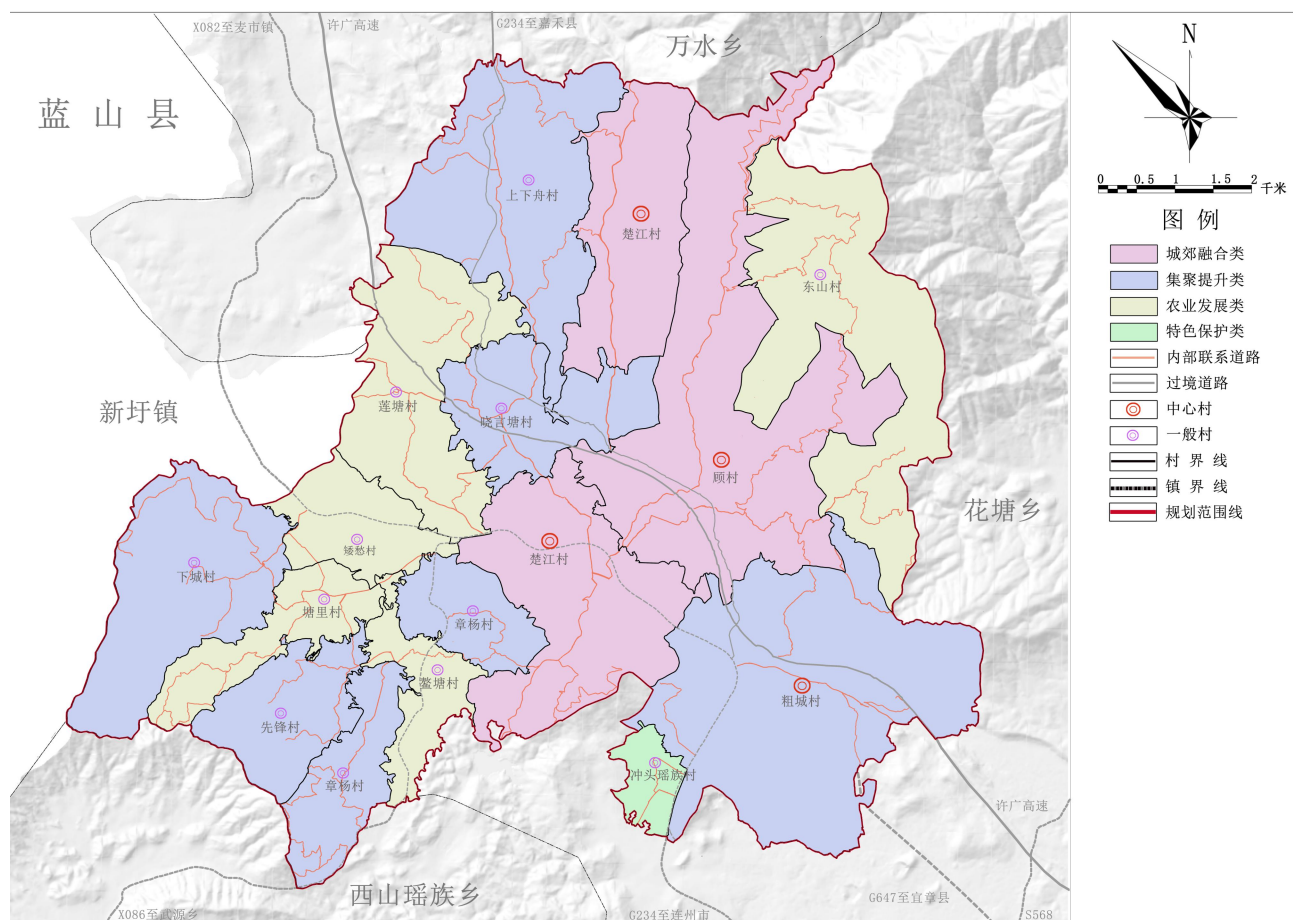 X082至麦市镇
许广高速
G234至嘉禾县
万水乡
蓝山县
N
0 0.5 1 1.5 2 千米
图例
城郊融合类
集聚提升类
农业发展类
特色保护类
内部联系道路
过境道路
中心村
一般村
村界线
镇界线
规划范围线
上下舟村
楚江村
东山村
新圩镇
莲塘村
晓言塘村
顾村
花塘乡
矮愁村
楚江村
下城村
塘里村
章杨村
鳌塘村
粗城村
先锋村
章杨村
冲头瑶族村
许广高速
西山瑶族乡
X086至武源乡
G234至连州市
G647至宜章县
S568